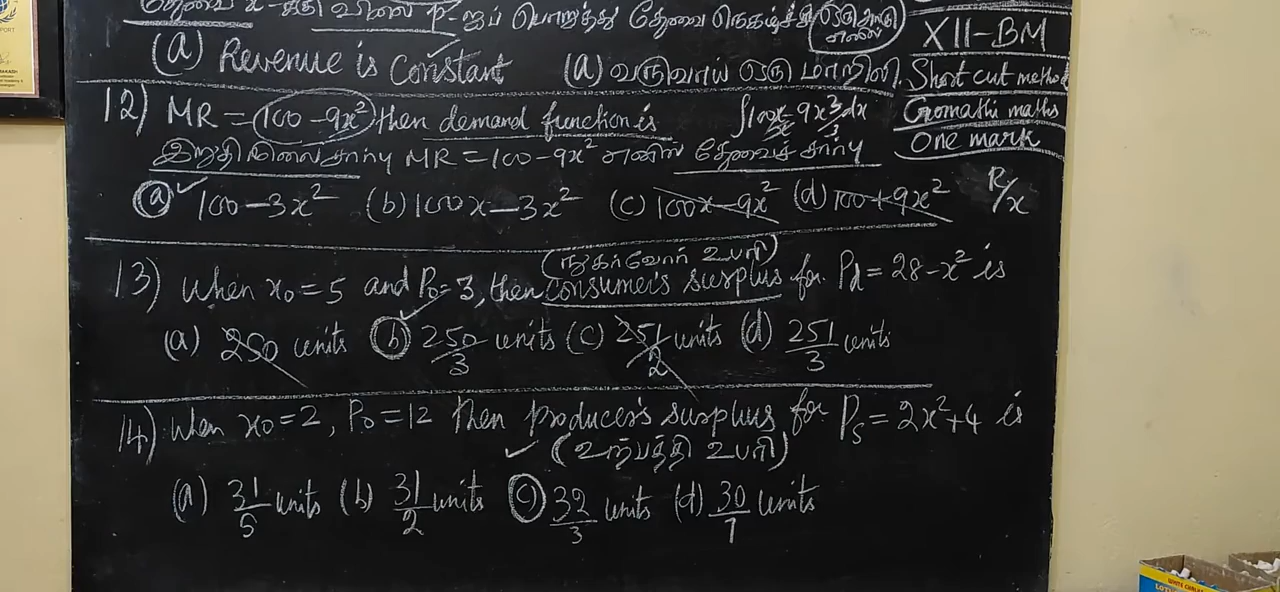 தேவை x-ன் விலை P-ஐப் பொறுத்து தேவை நெகிழ்ச்சி ஒரு அலகு எனில்
(a) Revenue is Constant (a) வருவாய் ஒரு மாறிலி.
XII-BM
Short cut method
Gomathi maths
One mark
12) MR = 100 - 9x² then demand function is ∫100x - 9x³/3 dx
இறுதிநிலை சார்பு MR = 100 - 9x² எனில் தேவைச் சார்பு
(a) 100 - 3x² (b) 100x - 3x² (c) 100x - 9x² (d) 100 + 9x² R/x
(நுகர்வோர் உபரி)
13) When x₀ = 5 and P₀ = 3, then consumer's surplus for Pd = 28 - x² is
(a) 250 units (b) 250/3 units (c) 251/2 units (d) 251/3 units
14) When x₀ = 2, P₀ = 12 then producer's surplus for Ps = 2x² + 4 is
(உற்பத்தி உபரி)
(a) 31/5 units (b) 31/2 units (c) 32/3 units (d) 30/7 units